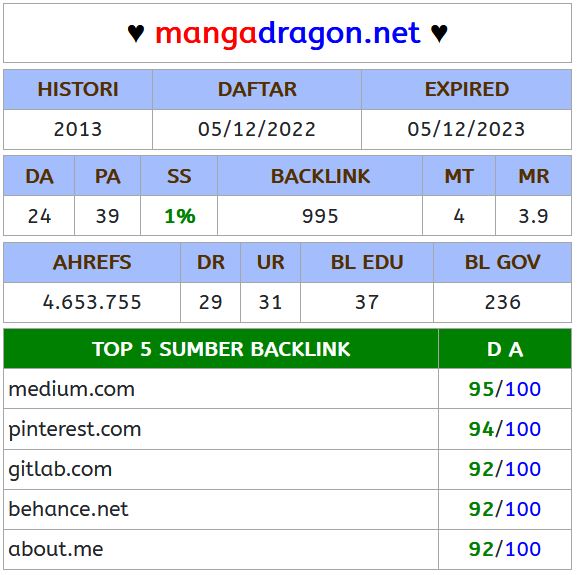 ♥ mangadragon.net ♥
HISTORI DAFTAR EXPIRED
2013 05/12/2022 05/12/2023
DA PA SS BACKLINK MT MR
24 39 1% 995 4 3.9
AHREFS DR UR BL EDU BL GOV
4.653.755 29 31 37 236
TOP 5 SUMBER BACKLINK D A
medium.com 95/100
pinterest.com 94/100
gitlab.com 92/100
behance.net 92/100
about.me 92/100